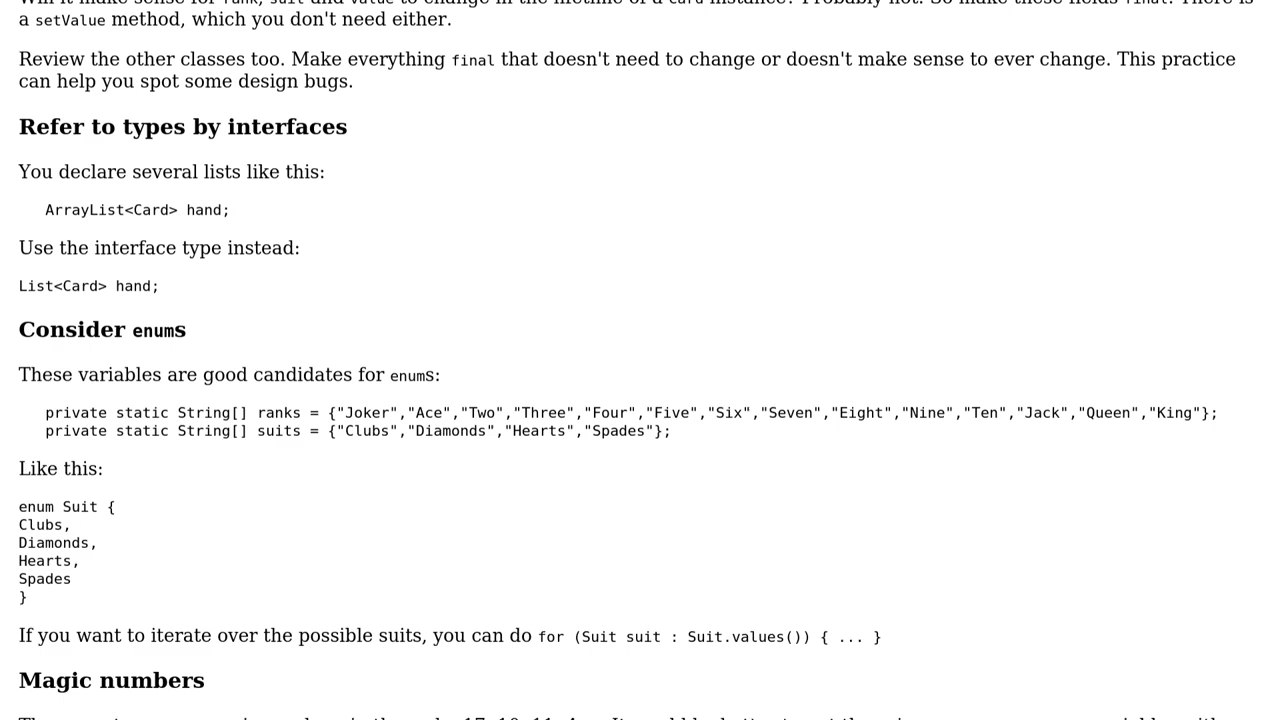 a setValue method, which you don't need either.
Review the other classes too. Make everything final that doesn't need to change or doesn't make sense to ever change. This practice
can help you spot some design bugs.
Refer to types by interfaces
You declare several lists like this:
ArrayList<Card> hand;
Use the interface type instead:
List<Card> hand;
Consider enums
These variables are good candidates for enums:
private static String[] ranks = {"Joker","Ace","Two","Three","Four","Five","Six","Seven","Eight","Nine","Ten","Jack","Queen","King"};
private static String[] suits = {"Clubs","Diamonds","Hearts","Spades"};
Like this:
enum Suit {
Clubs,
Diamonds,
Hearts,
Spades
}
If you want to iterate over the possible suits, you can do for (Suit suit : Suit.values()) { ... }
Magic numbers